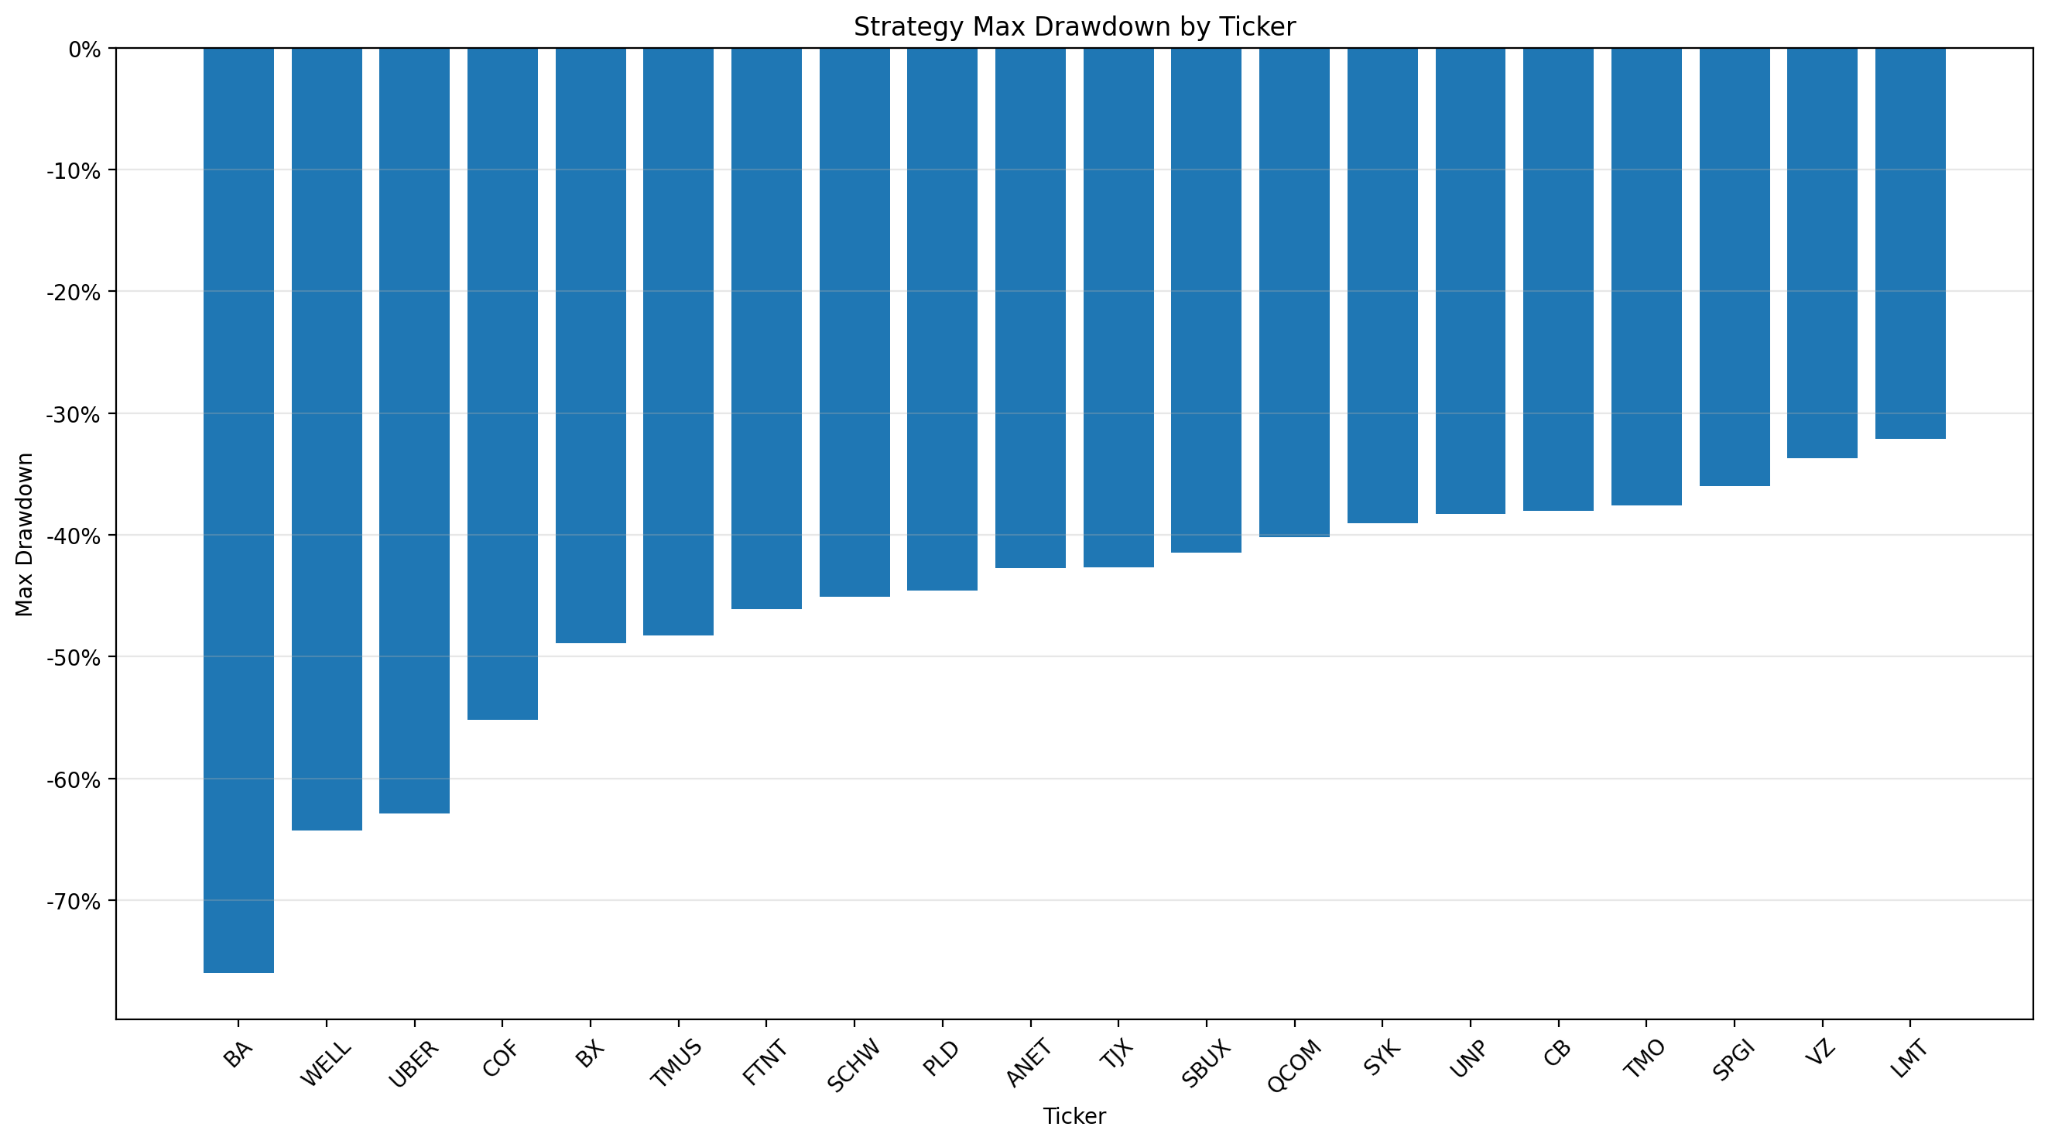 Strategy Max Drawdown by Ticker
0%
-10%
-20%
-30%
-40%
-50%
-60%
-70%
Max Drawdown
BA
WELL
UBER
COF
BX
TMUS
FTNT
SCHW
PLD
ANET
TJX
SBUX
QCOM
SYK
UNP
CB
TMO
SPGI
VZ
LMT
Ticker